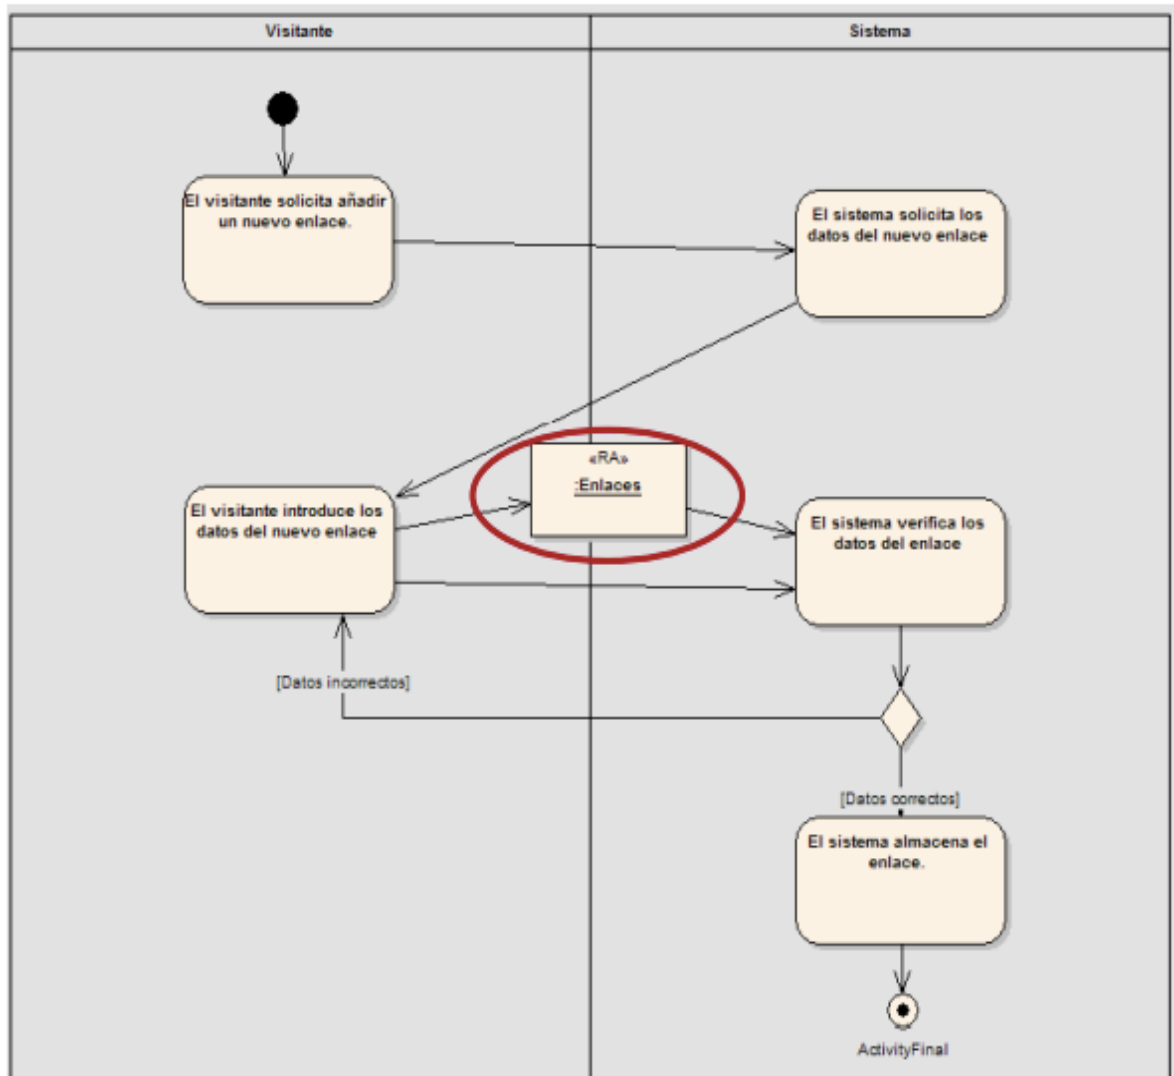 Visitante
Sistema
El visitante solicita añadir
un nuevo enlace.
El sistema solicita los
datos del nuevo enlace
«RA»
:Enlaces
El visitante introduce los
datos del nuevo enlace
El sistema verifica los
datos del enlace
[Datos incorrectos]
[Datos correctos]
El sistema almacena el
enlace.
ActivityFinal